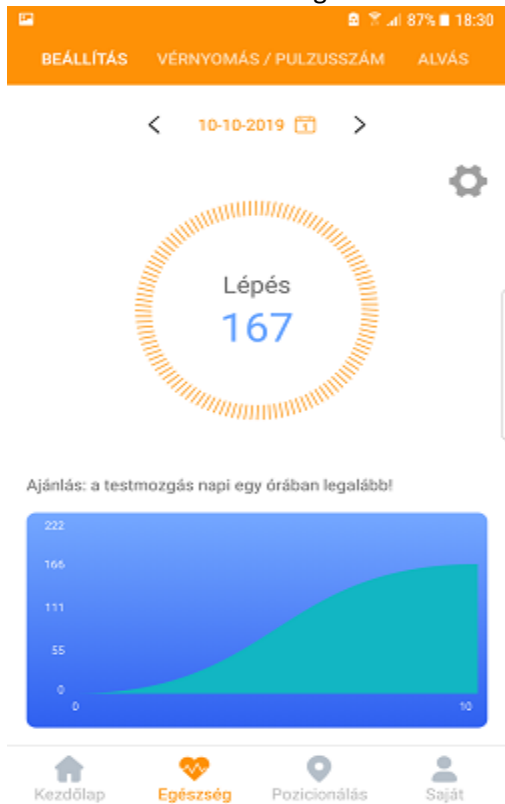 87% 18:30
BEÁLLÍTÁS VÉRNYOMÁS / PULZUSSZÁM ALVÁS
10-10-2019
Lépés
167
Ajánlás: a testmozgás napi egy órában legalább!
222
166
111
55
0
0 10
Kezdőlap Egészség Pozicionálás Saját